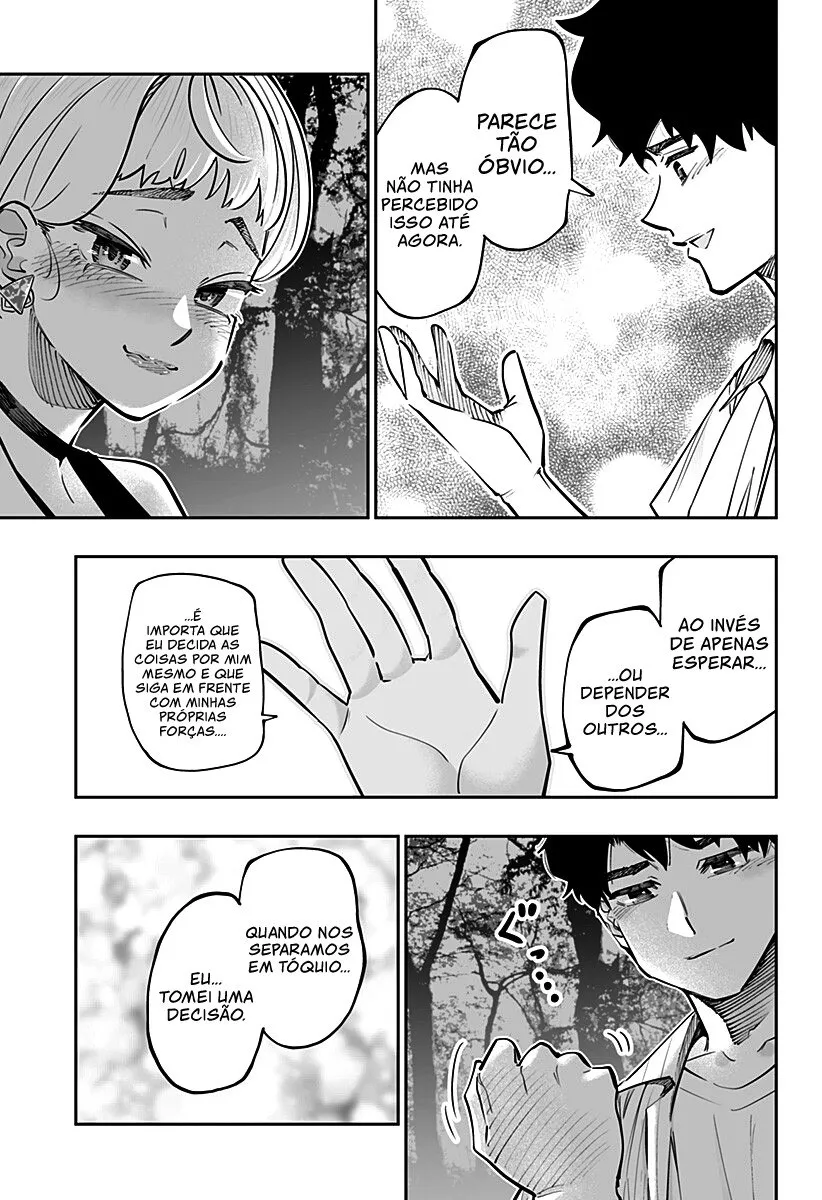 PARECE
TÃO
ÓBVIO...
MAS
NÃO TINHA
PERCEBIDO
ISSO ATÉ
AGORA.
AO INVÉS
DE APENAS
ESPERAR...
...OU
DEPENDER
DOS
OUTROS...
...É
IMPORTA QUE
EU DECIDA AS
COISAS POR MIM
MESMO E QUE
SIGA EM FRENTE
COM MINHAS
PRÓPRIAS
FORÇAS....
ぐ...
QUANDO NOS
SEPARAMOS
EM TÓQUIO...
EU...
TOMEI UMA
DECISÃO.